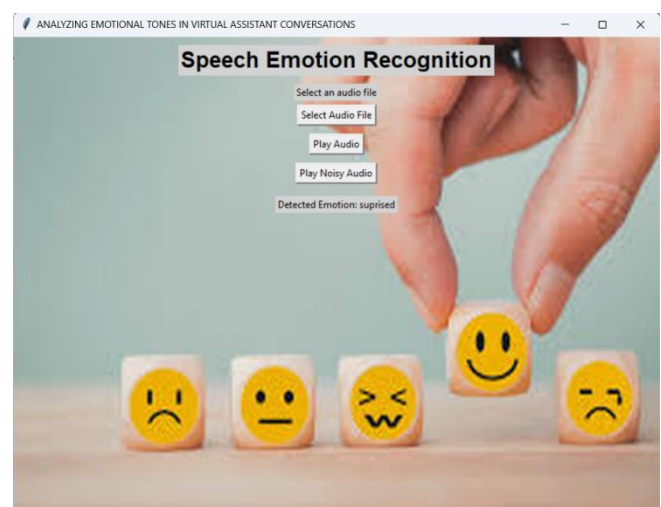 ANALYZING EMOTIONAL TONES IN VIRTUAL ASSISTANT CONVERSATIONS
Speech Emotion Recognition
Select an audio file
Select Audio File
Play Audio
Play Noisy Audio
Detected Emotion: suprised